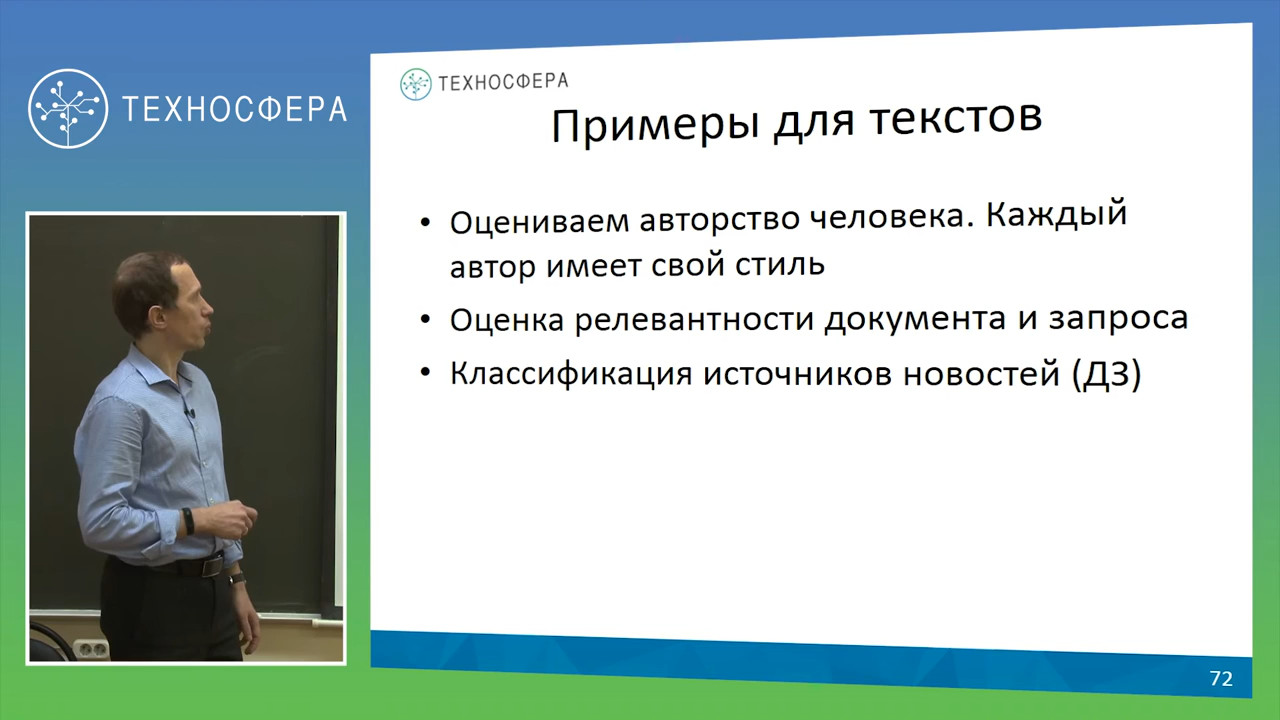 ТЕХНОСФЕРА
ТЕХНОСФЕРА
Примеры для текстов
• Оцениваем авторство человека. Каждый
автор имеет свой стиль
• Оценка релевантности документа и запроса
• Классификация источников новостей (ДЗ)
72